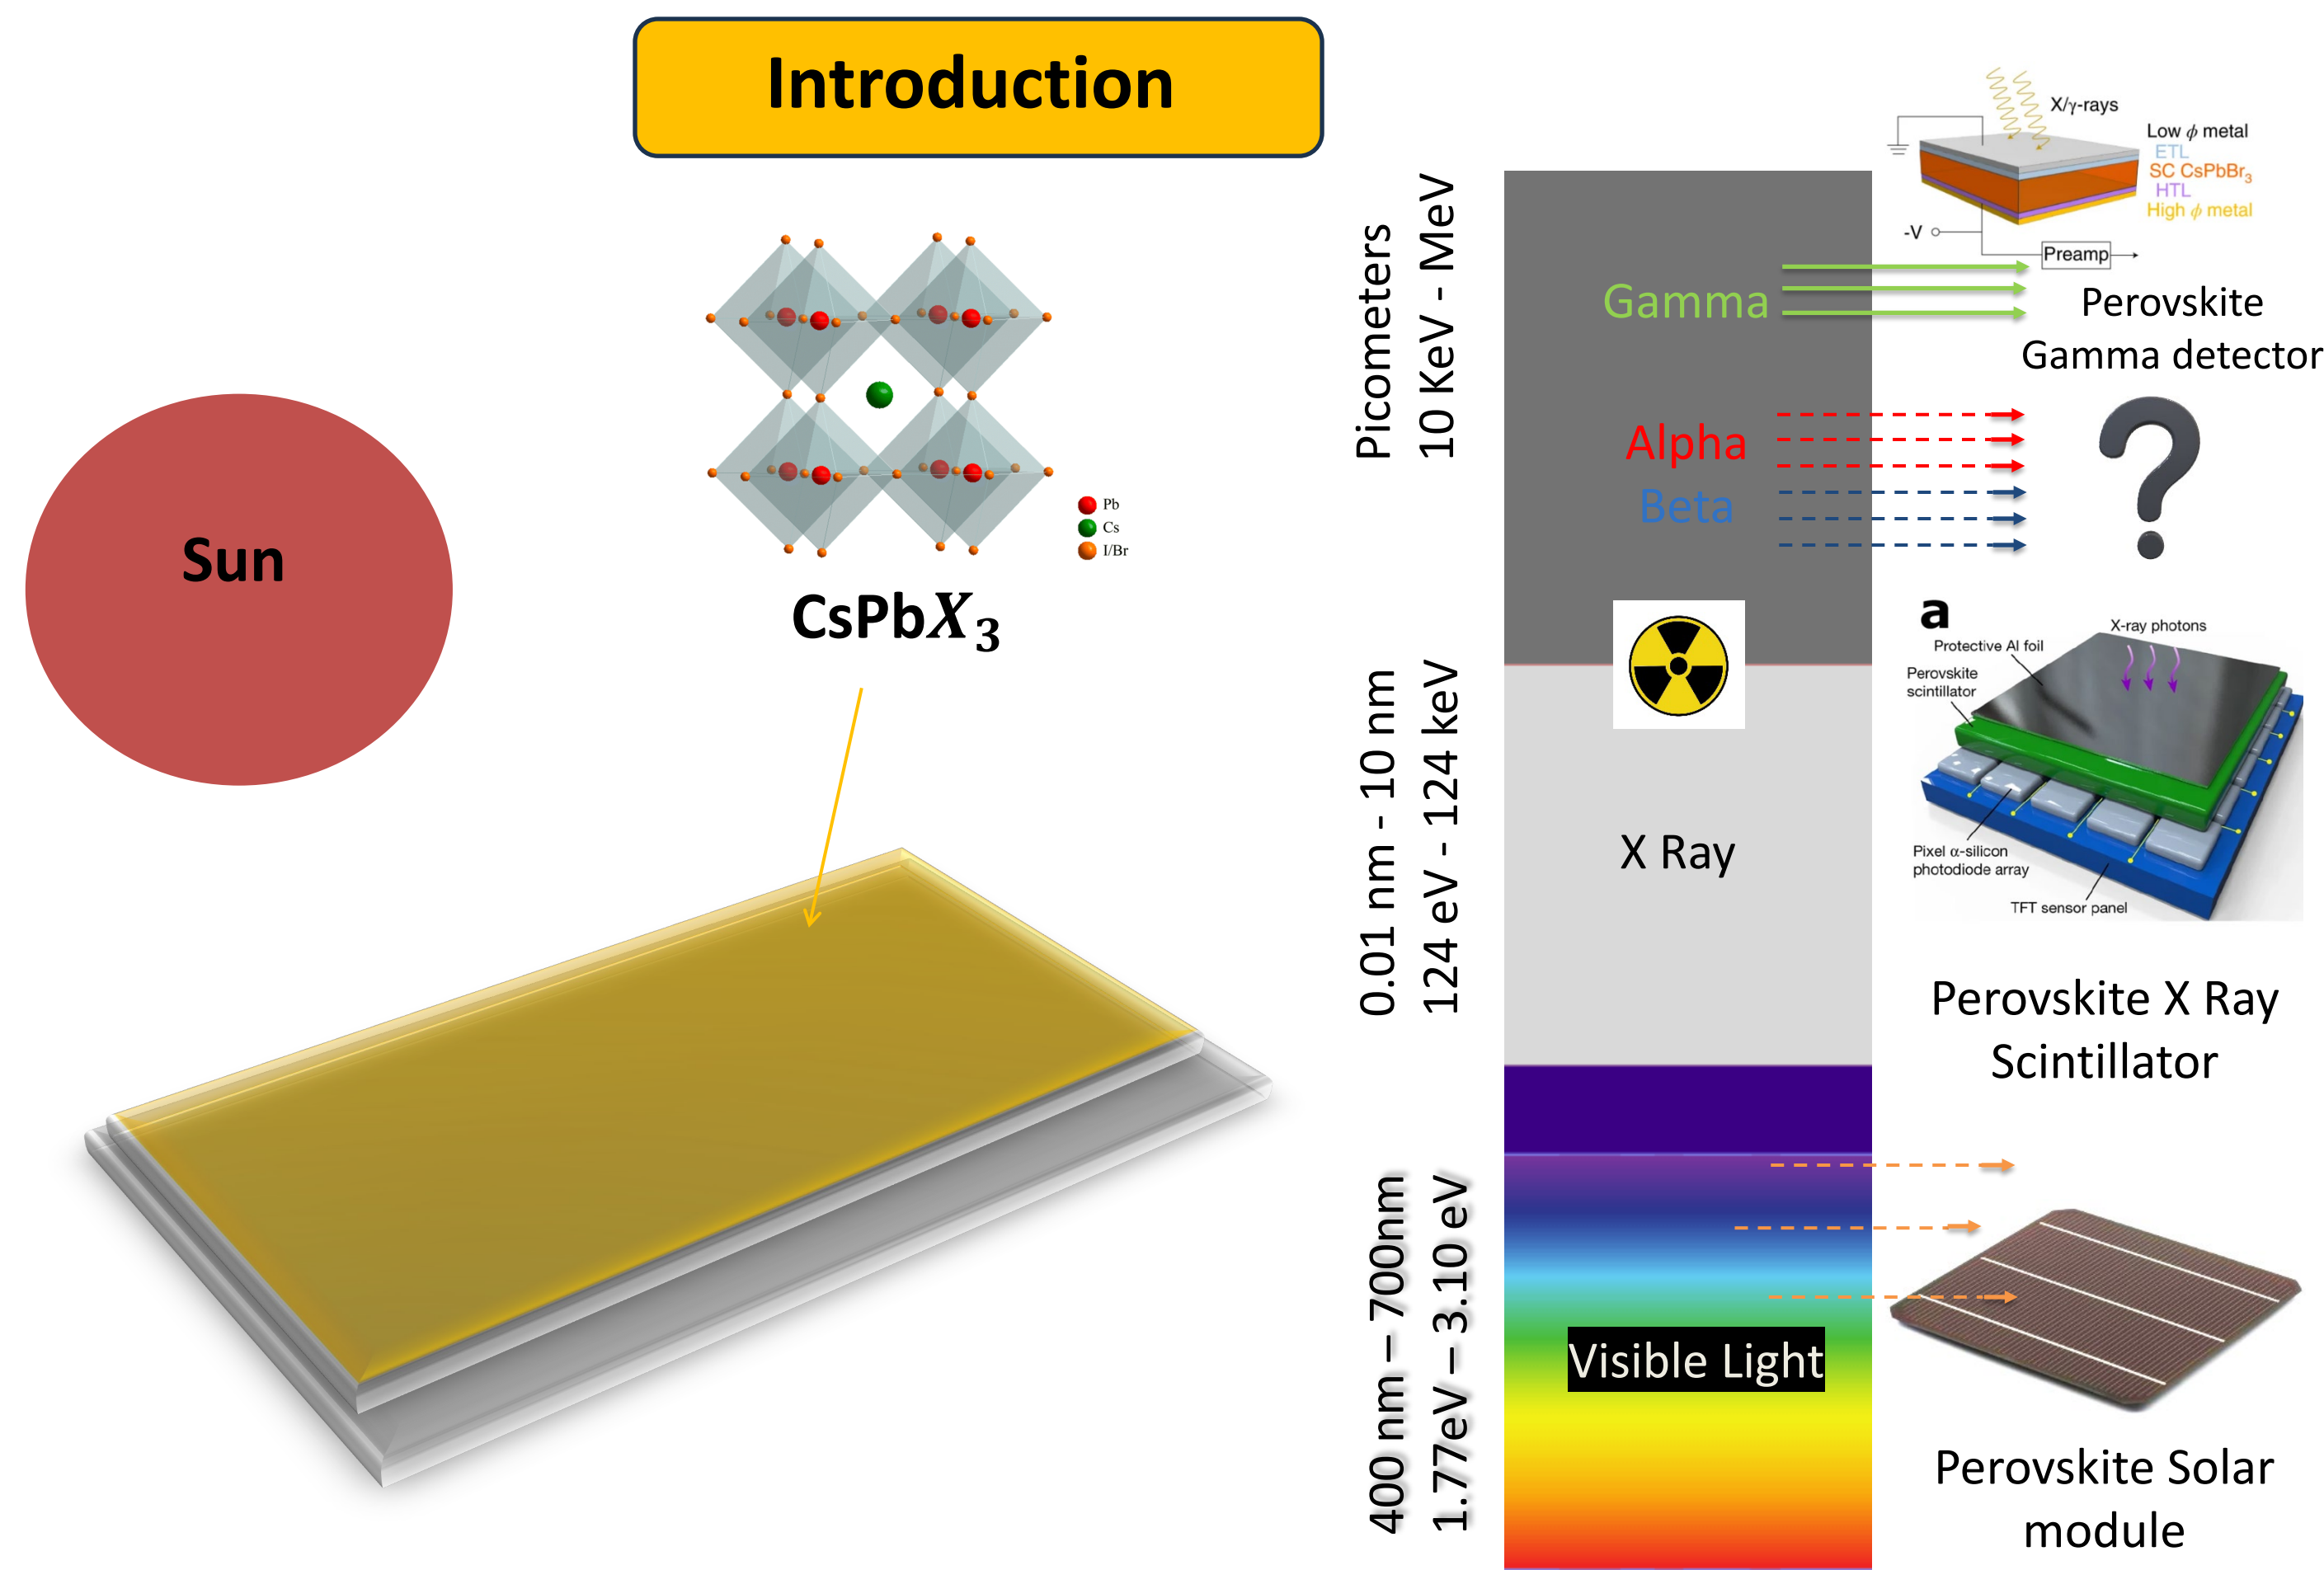 Introduction
Sun
Pb
Cs
I/Br
CsPbX₃
Picometers
10 KeV - MeV
0.01 nm - 10 nm
124 eV - 124 keV
400 nm – 700nm
1.77eV – 3.10 eV
Gamma
Alpha
Beta
X Ray
Visible Light
X/γ-rays
Low ϕ metal
ETL
SC CsPbBr₃
HTL
High ϕ metal
-V
Preamp
Perovskite
Gamma detector
?
a
X-ray photons
Protective Al foil
Perovskite
scintillator
Pixel α-silicon
photodiode array
TFT sensor panel
Perovskite X Ray
Scintillator
Perovskite Solar
module